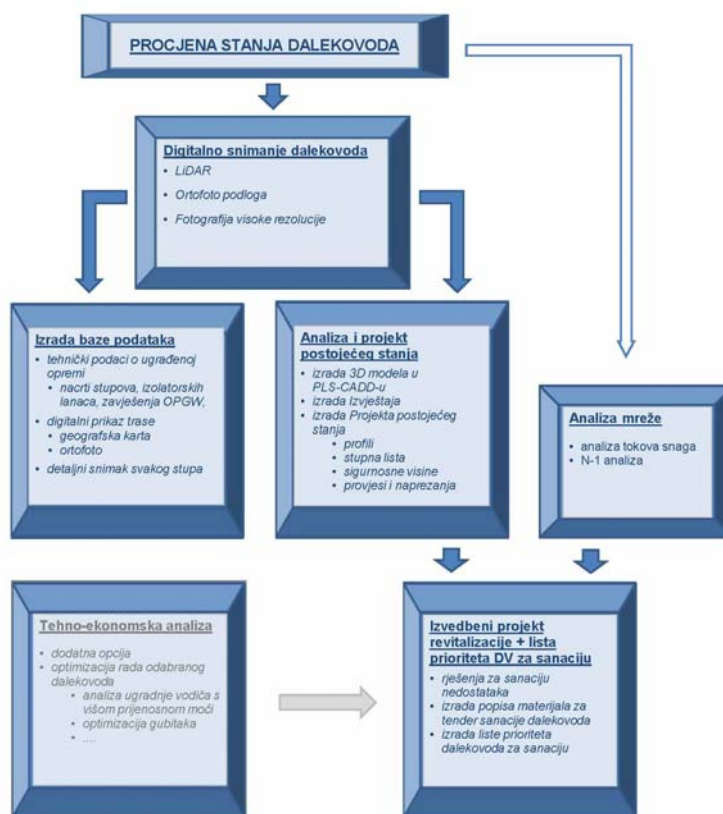 PROCJENA STANJA DALEKOVODA
Digitalno snimanje dalekovoda
• LiDAR
• Ortofoto podloga
• Fotografija visoke rezolucije
Izrada baze podataka
• tehnički podaci o ugrađenoj
opremi
• nacrti stupova, izolatorskih
lanaca, zavješenja OPGW,
• digitalni prikaz trase
• geografska karta
• ortofoto
• detaljni snimak svakog stupa
Analiza i projekt
postojećeg stanja
• izrada 3D modela u
PLS-CADD-u
• izrada Izvještaja
• izrada Projekta postojećeg
stanja
• profili
• stupna lista
• sigurnosne visine
• provjesi i naprezanja
Analiza mreže
• analiza tokova snaga
• N-1 analiza
Tehno-ekonomska analiza
• dodatna opcija
• optimizacija rada odabranog
dalekovoda
• analiza ugradnje vodiča s
višom prijenosnom moći
• optimizacija gubitaka
• ....
Izvedbeni projekt
revitalizacije + lista
prioriteta DV za sanaciju
• rješenja za sanaciju
nedostataka
• izrada popisa materijala za
tender sanacije dalekovoda
• izrada liste prioriteta
dalekovoda za sanaciju